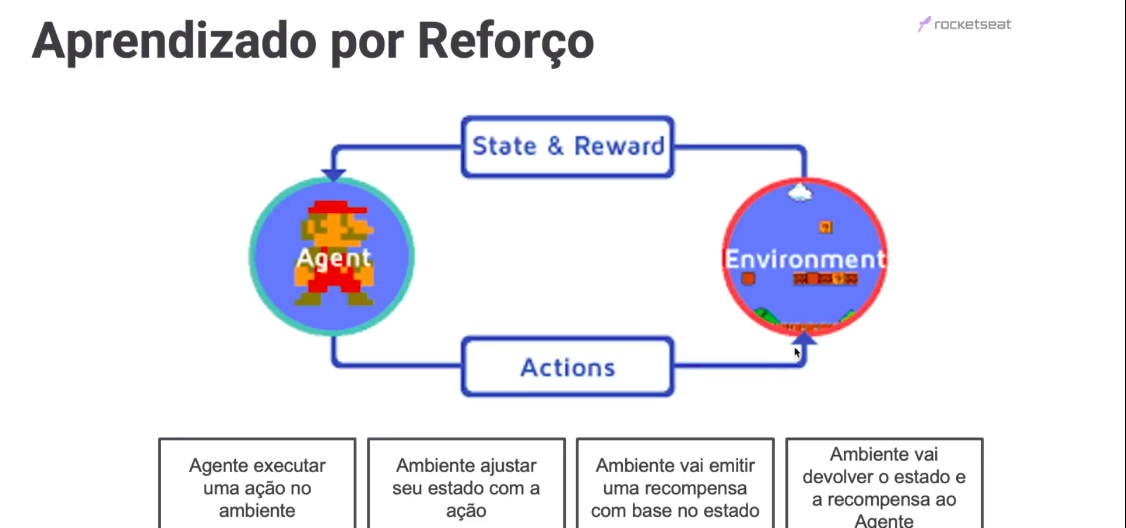 Aprendizado por Reforço
rocketseat
State & Reward
Agent
Environment
Actions
Agente executar
uma ação no
ambiente
Ambiente ajustar
seu estado com a
ação
Ambiente vai emitir
uma recompensa
com base no estado
Ambiente vai
devolver o estado e
a recompensa ao
Agente